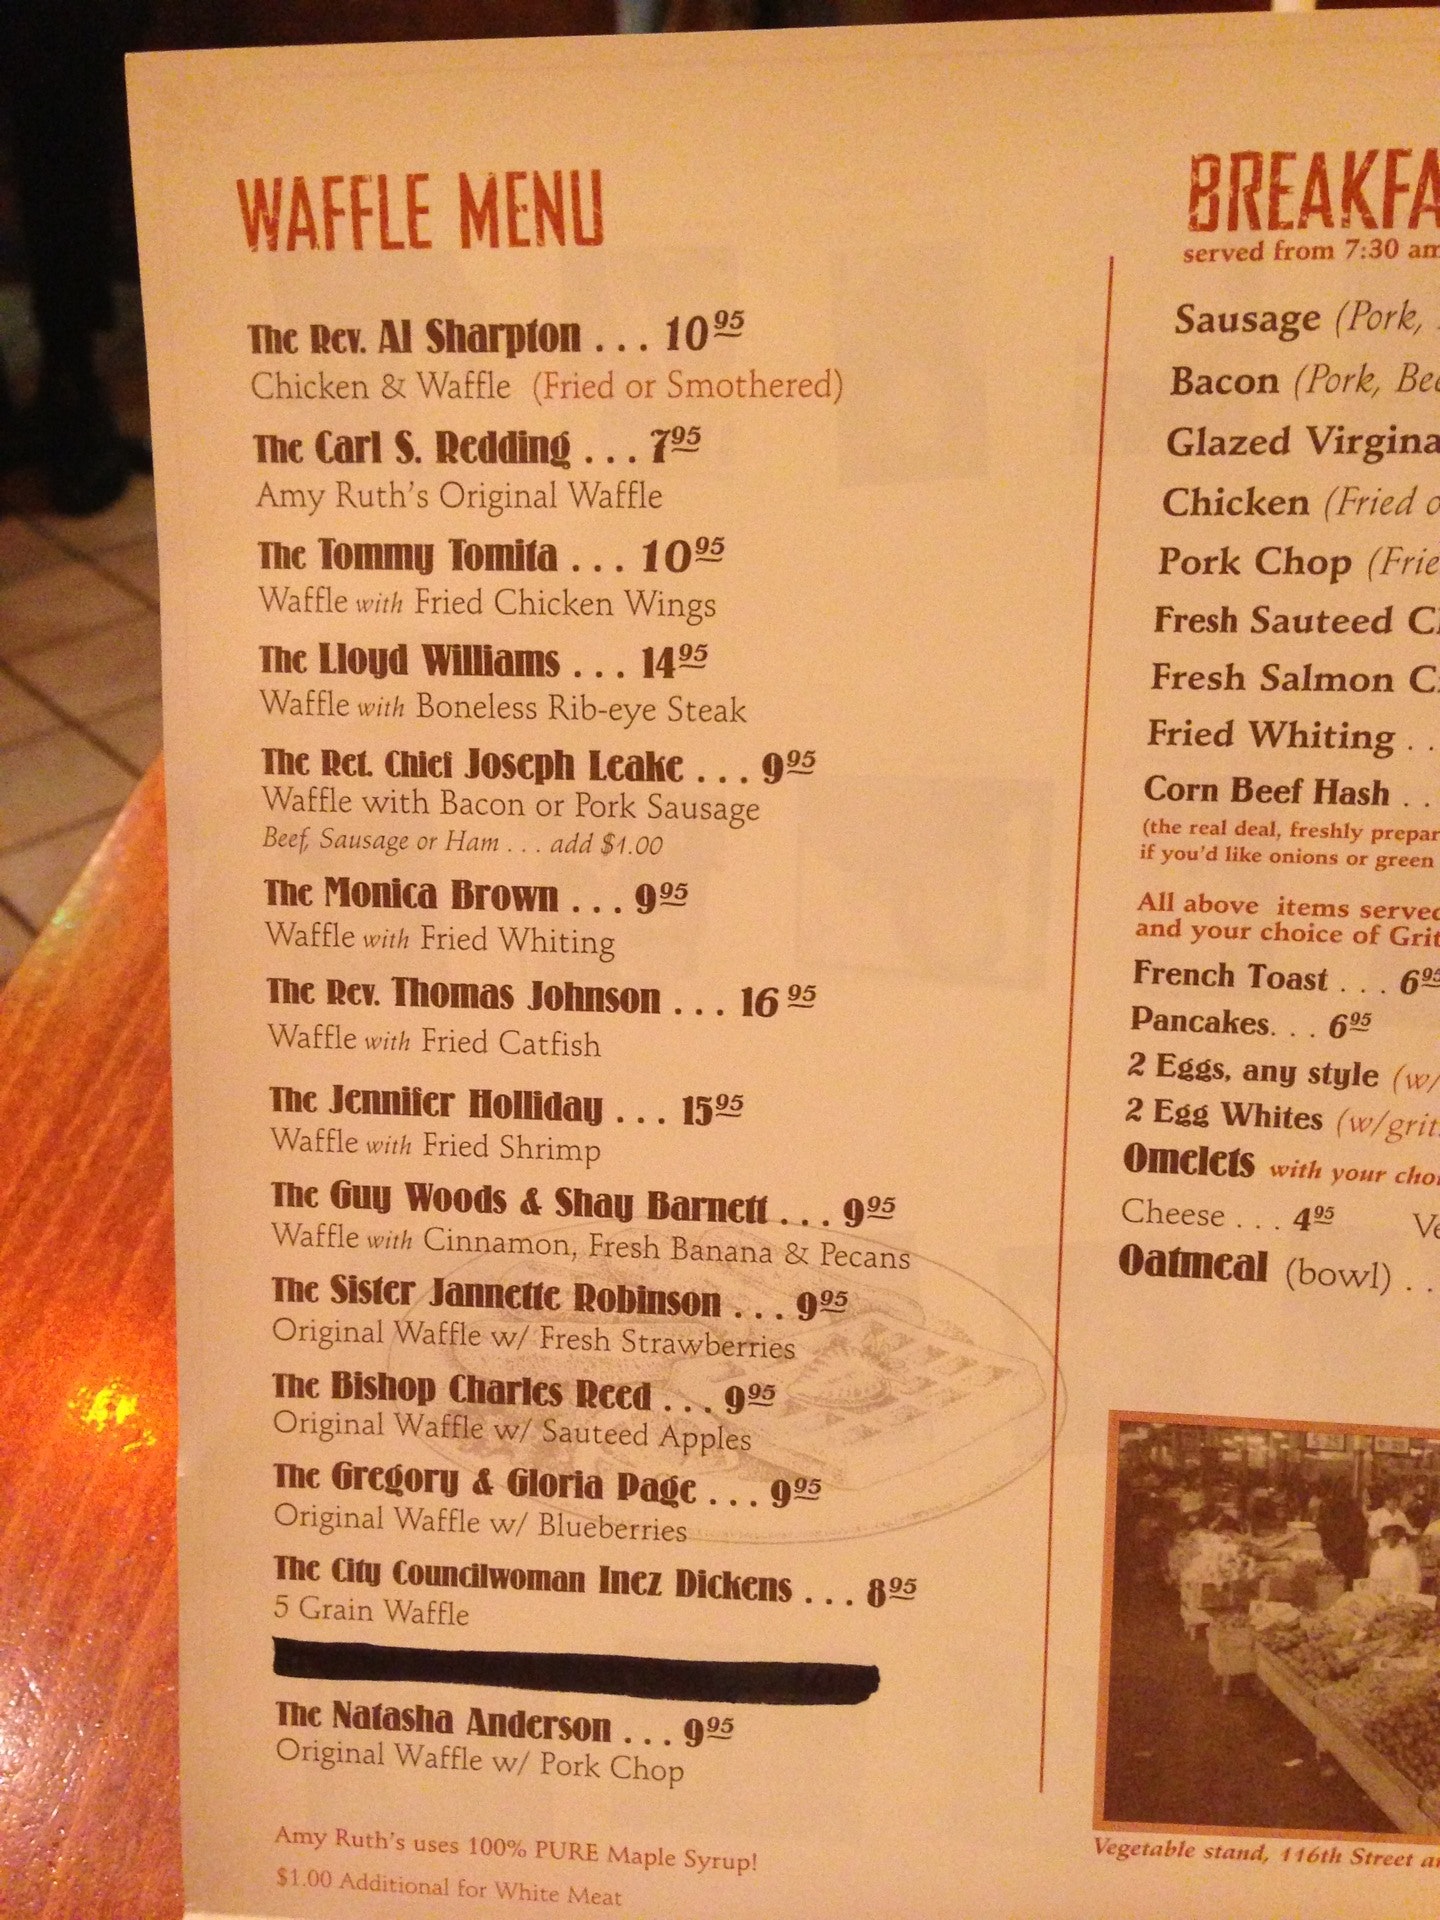 WAFFLE MENU
The Rev. Al Sharpton . . . 10 95
Chicken & Waffle (Fried or Smothered)
The Carl S. Redding . . . 7 95
Amy Ruth's Original Waffle
The Tommy Tomita . . . 10 95
Waffle with Fried Chicken Wings
The Lloyd Williams . . . 14 95
Waffle with Boneless Rib-eye Steak
The Ret. Chief Joseph Leake . . . 9 95
Waffle with Bacon or Pork Sausage
Beef, Sausage or Ham . . . add $1.00
The Monica Brown . . . 9 95
Waffle with Fried Whiting
The Rev. Thomas Johnson . . . 16 95
Waffle with Fried Catfish
The Jennifer Holliday . . . 15 95
Waffle with Fried Shrimp
The Guy Woods & Shay Barnett . . . 9 95
Waffle with Cinnamon, Fresh Banana & Pecans
The Sister Jannette Robinson . . . 9 95
Original Waffle w/ Fresh Strawberries
The Bishop Charles Reed . . . 9 95
Original Waffle w/ Sauteed Apples
The Gregory & Gloria Page . . . 9 95
Original Waffle w/ Blueberries
The City Councilwoman Inez Dickens . . . 8 95
5 Grain Waffle
The Natasha Anderson . . . 9 95
Original Waffle w/ Pork Chop
Amy Ruth's uses 100% PURE Maple Syrup!
$1.00 Additional for White Meat
BREAKFA
served from 7:30 am
Sausage (Pork,
Bacon (Pork, Bee
Glazed Virgina
Chicken (Fried o
Pork Chop (Frie
Fresh Sauteed C
Fresh Salmon C
Fried Whiting . .
Corn Beef Hash . .
(the real deal, freshly prepar
if you'd like onions or green
All above items served
and your choice of Grit
French Toast . . . 6 95
Pancakes. . . 6 95
2 Eggs, any style (w/
2 Egg Whites (w/grit
Omelets with your choi
Cheese . . . 4 95 Ve
Oatmeal (bowl) . .
Vegetable stand, 116th Street a